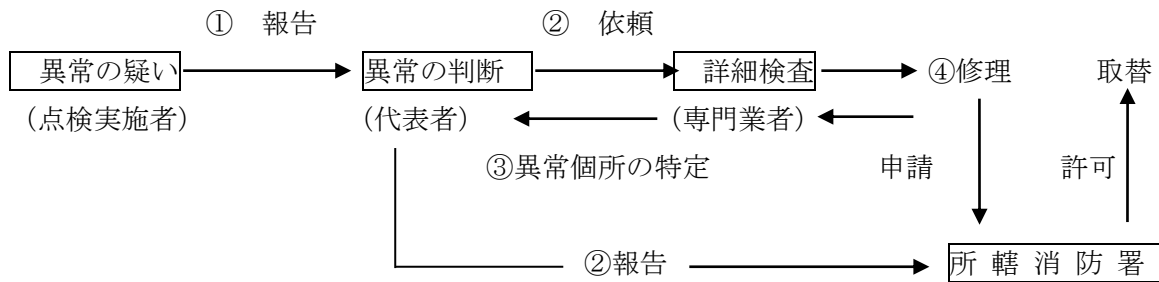 ① 報告 ② 依頼
異常の疑い 異常の判断 詳細検査 ④修理 取替
(点検実施者) (代表者) (専門業者)
③異常個所の特定 申請 許可
②報告 所轄消防署